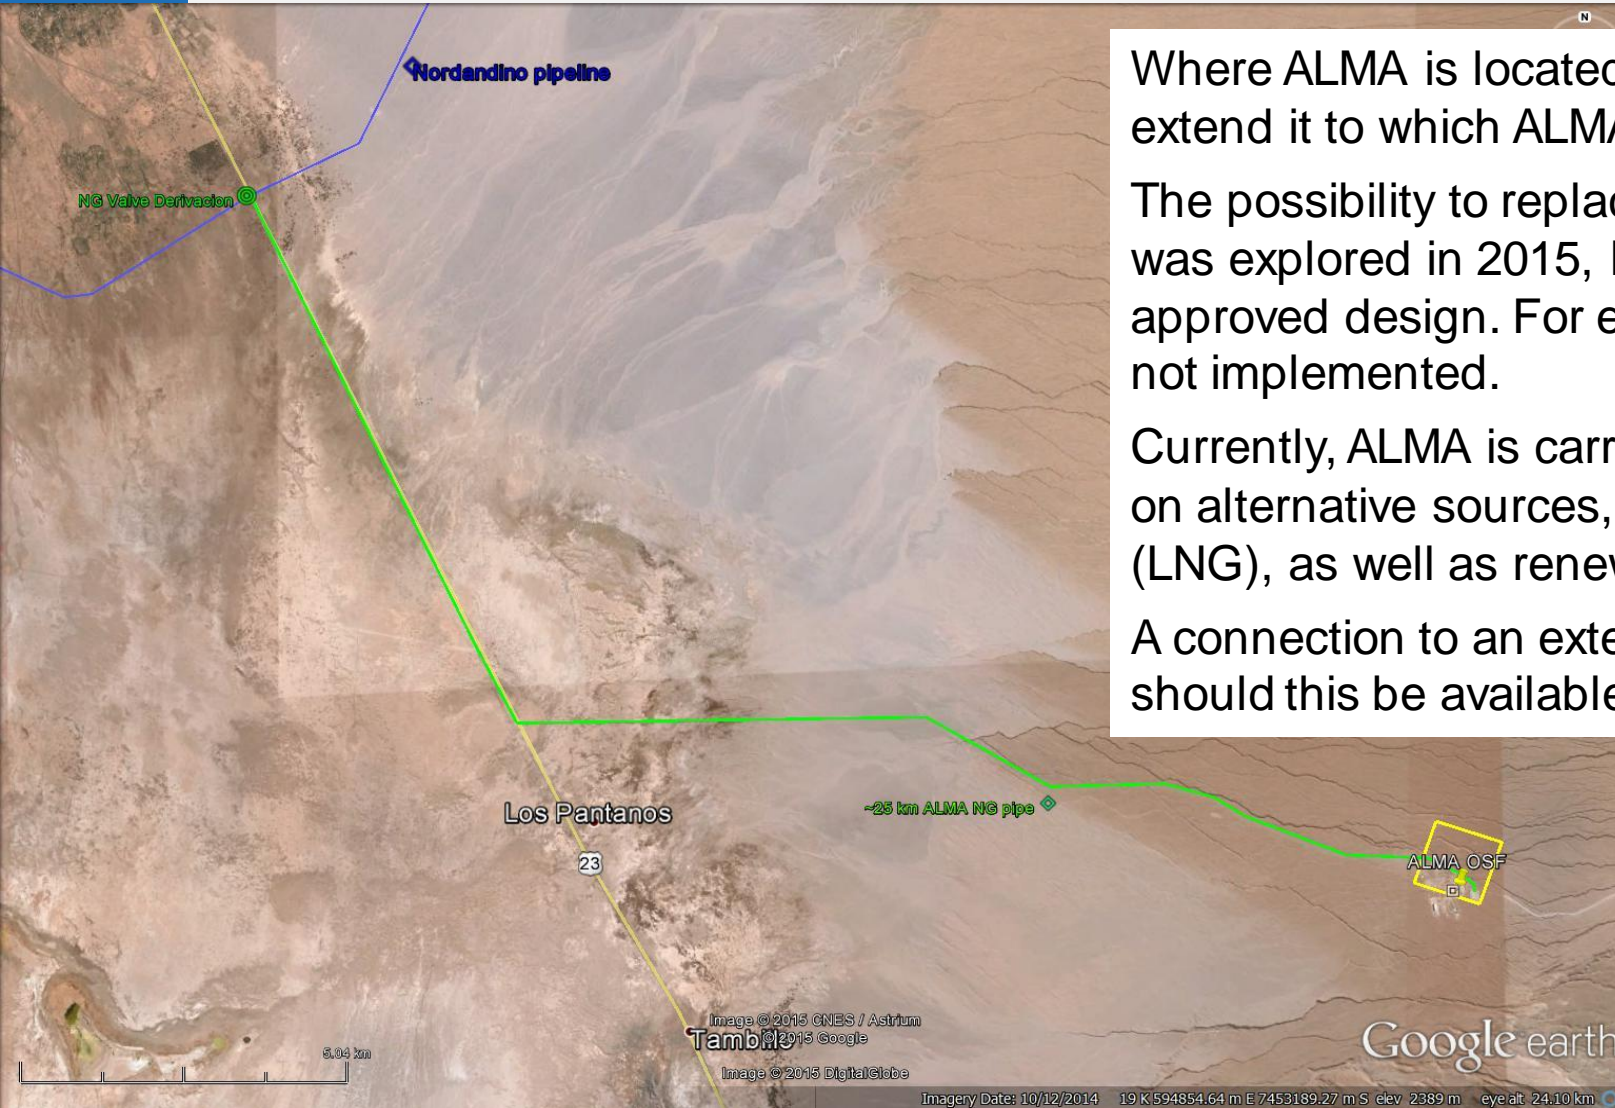 N
Nordandino pipeline
NG Valve Derivacion
Where ALMA is located
extend it to which ALMA
The possibility to replac
was explored in 2015,
approved design. For e
not implemented.
Currently, ALMA is carr
on alternative sources,
(LNG), as well as renew
A connection to an exte
should this be available
Los Pantanos
23
~25 km ALMA NG pipe
ALMA OSF
Tambillo
Image © 2015 CNES / Astrium
© 2015 Google
Image © 2015 DigitalGlobe
5.04 km
Google earth
Imagery Date: 10/12/2014 19 K 594854.64 m E 7453189.27 m S elev 2389 m eye alt 24.10 km